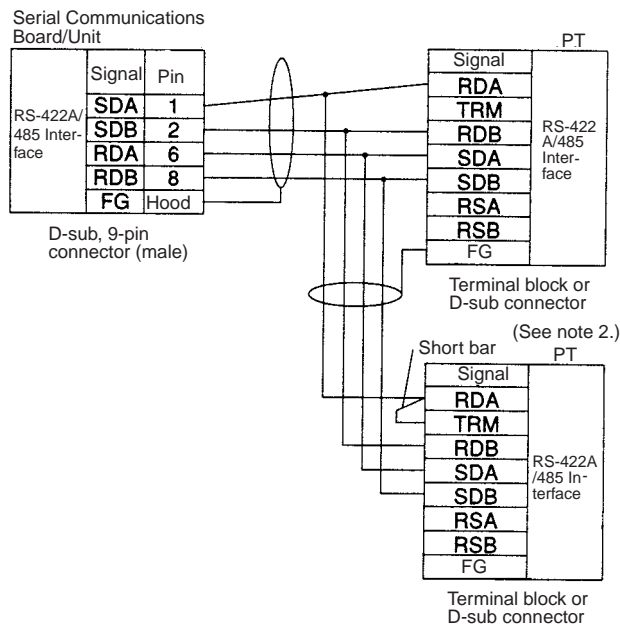 Serial Communications
Board/Unit
Signal Pin
RS-422A/
485 Inter-
face
SDA 1
SDB 2
RDA 6
RDB 8
FG Hood
D-sub, 9-pin
connector (male)
PT
Signal
RDA
TRM
RDB
SDA
SDB
RSA
RSB
FG
RS-422
A/485
Inter-
face
Terminal block or
D-sub connector
(See note 2.)
Short bar
PT
Signal
RDA
TRM
RDB
SDA
SDB
RSA
RSB
FG
RS-422A
/485 In-
terface
Terminal block or
D-sub connector